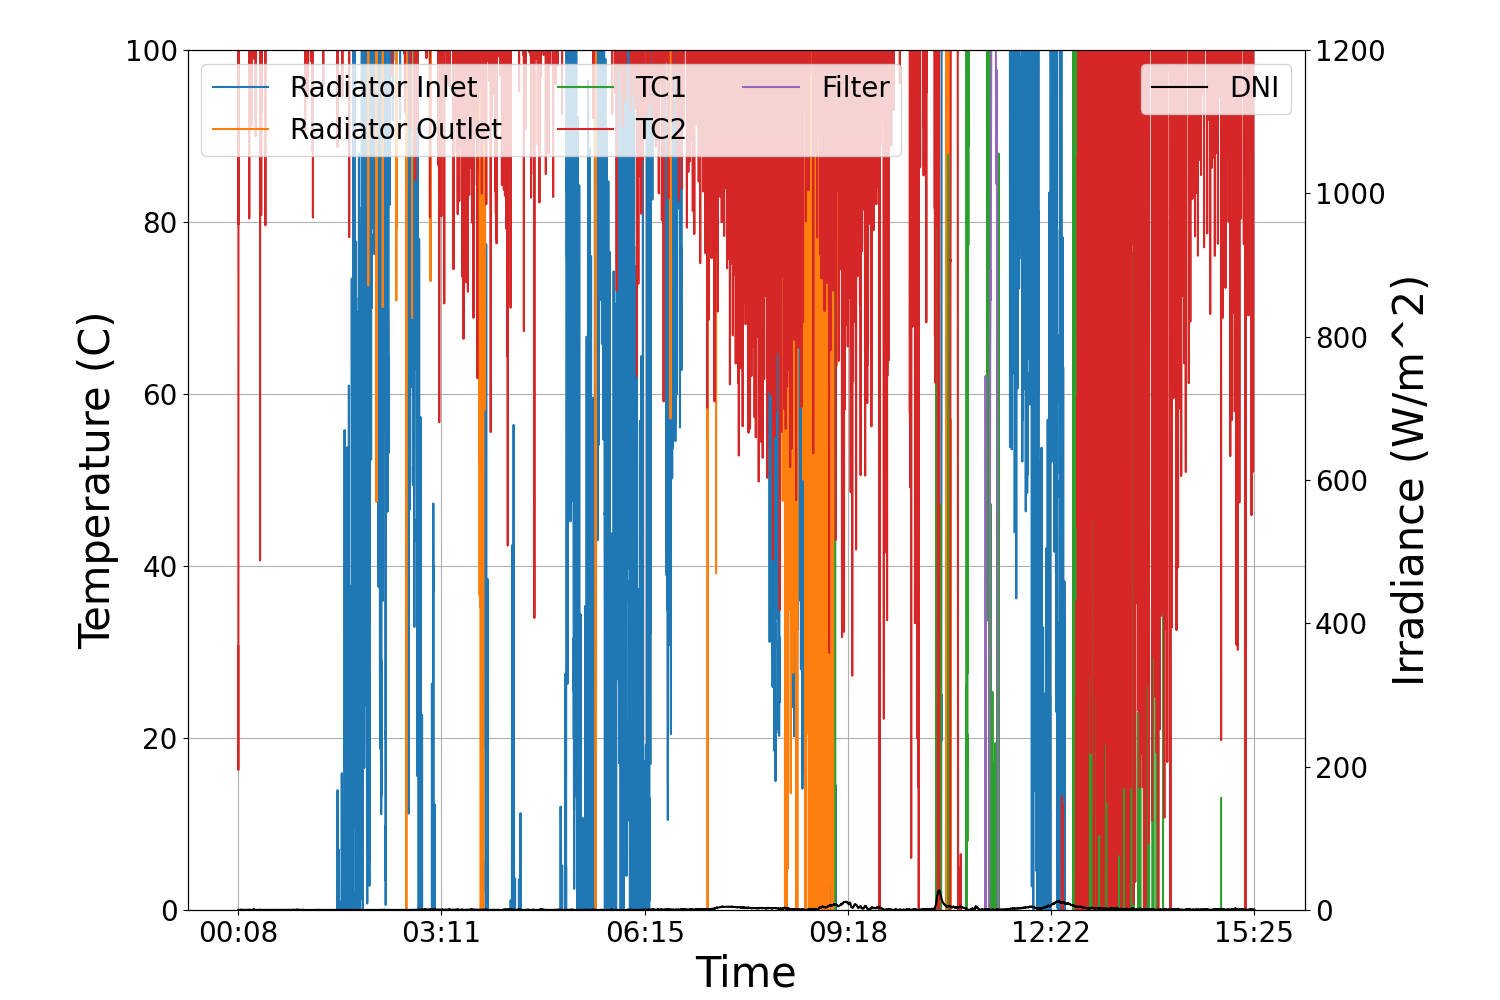 100
80
60
40
20
0
Temperature (C)
Radiator Inlet
Radiator Outlet
TC1
TC2
Filter
DNI
1200
1000
800
600
400
200
0
Irradiance (W/m^2)
00:08 03:11 06:15 09:18 12:22 15:25
Time